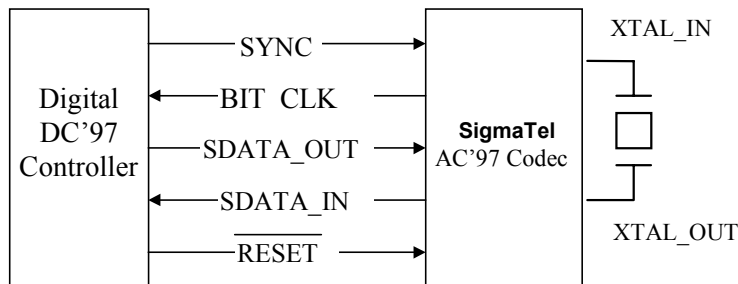 Digital
DC’97
Controller
SYNC
BIT CLK
SDATA_OUT
SDATA_IN
RESET
SigmaTel
AC’97 Codec
XTAL_IN
XTAL_OUT